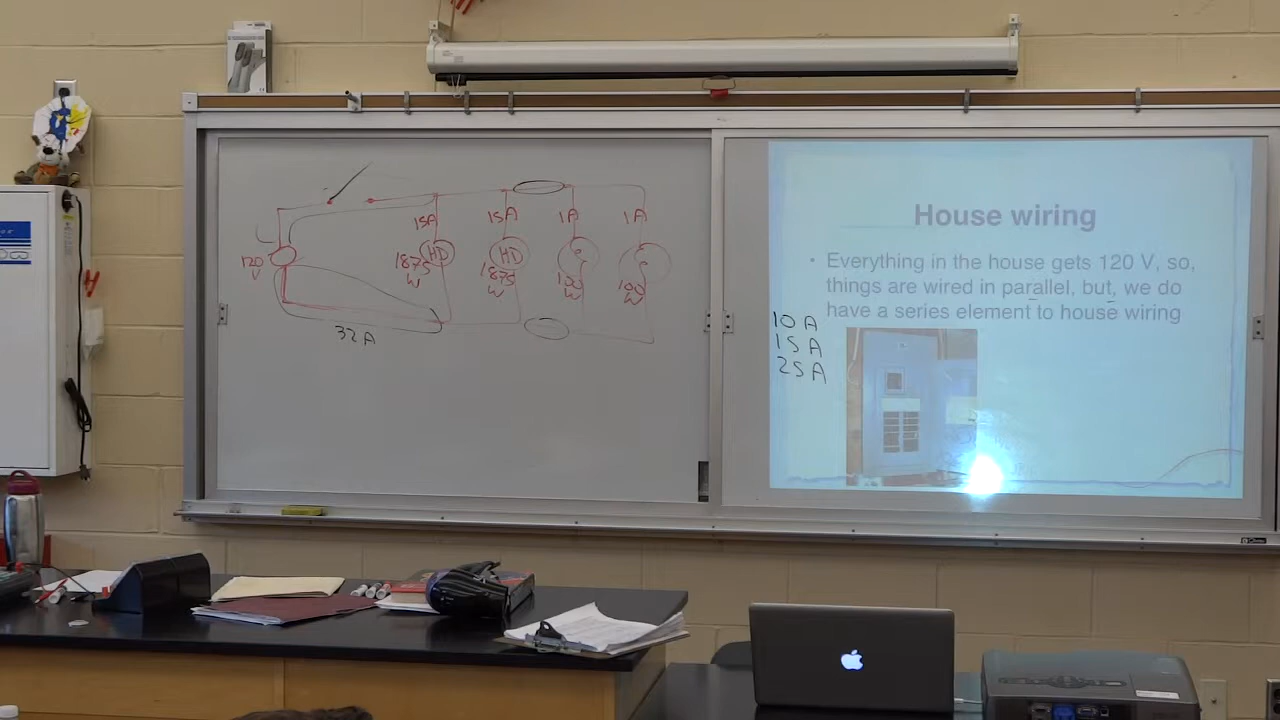 15A
15A
1A
1A
120
V
HD
HD
1875
W
1875
W
100
W
100
W
32A
House wiring
• Everything in the house gets 120 V, so,
things are wired in parallel, but, we do
have a series element to house wiring
10 A
15 A
25 A